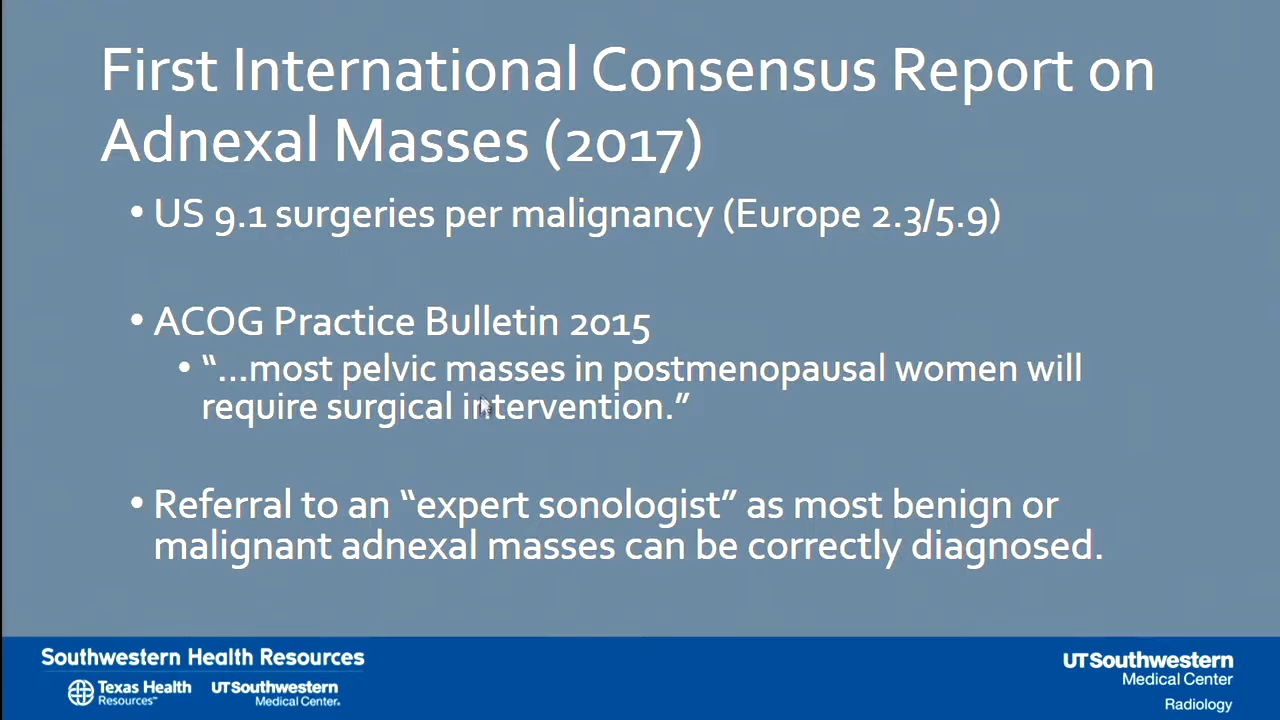 First International Consensus Report on
Adnexal Masses (2017)
• US 9.1 surgeries per malignancy (Europe 2.3/5.9)
• ACOG Practice Bulletin 2015
• “...most pelvic masses in postmenopausal women will
require surgical intervention.”
• Referral to an “expert sonologist” as most benign or
malignant adnexal masses can be correctly diagnosed.
Southwestern Health Resources
Texas Health
Resources℠
UTSouthwestern
Medical Center.
UTSouthwestern
Medical Center
Radiology